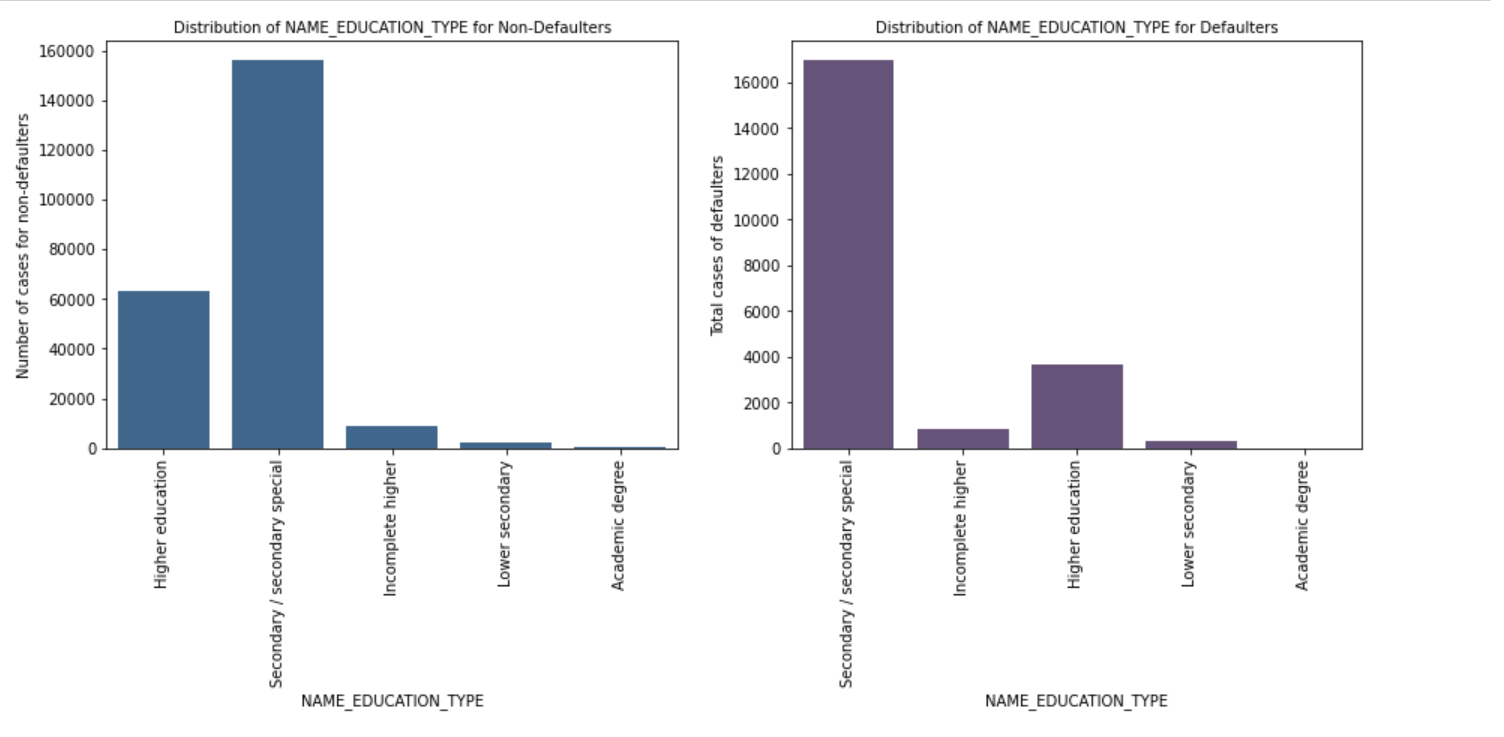 Distribution of NAME_EDUCATION_TYPE for Non-Defaulters
Number of cases for non-defaulters
160000
140000
120000
100000
80000
60000
40000
20000
0
Higher education
Secondary / secondary special
Incomplete higher
Lower secondary
Academic degree
NAME_EDUCATION_TYPE
Distribution of NAME_EDUCATION_TYPE for Defaulters
Total cases of defaulters
16000
14000
12000
10000
8000
6000
4000
2000
0
Secondary / secondary special
Incomplete higher
Higher education
Lower secondary
Academic degree
NAME_EDUCATION_TYPE